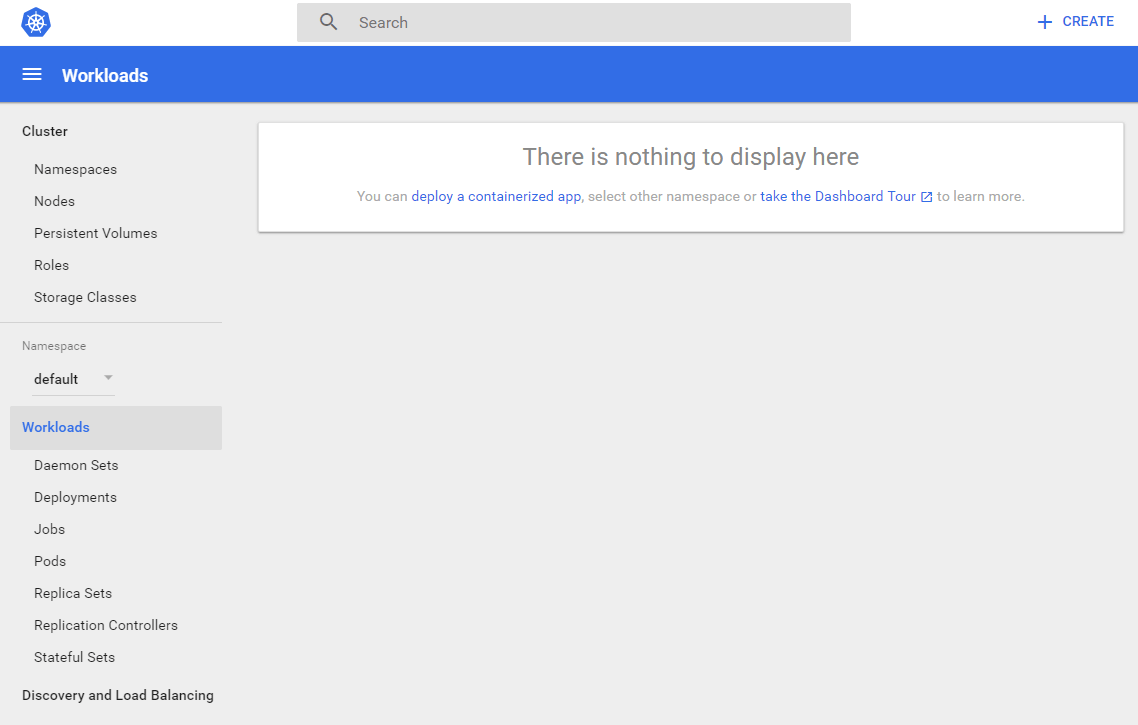 Search
CREATE
Workloads
Cluster
Namespaces
Nodes
Persistent Volumes
Roles
Storage Classes
Namespace
default
Workloads
Daemon Sets
Deployments
Jobs
Pods
Replica Sets
Replication Controllers
Stateful Sets
Discovery and Load Balancing
There is nothing to display here
You can deploy a containerized app, select other namespace or take the Dashboard Tour to learn more.